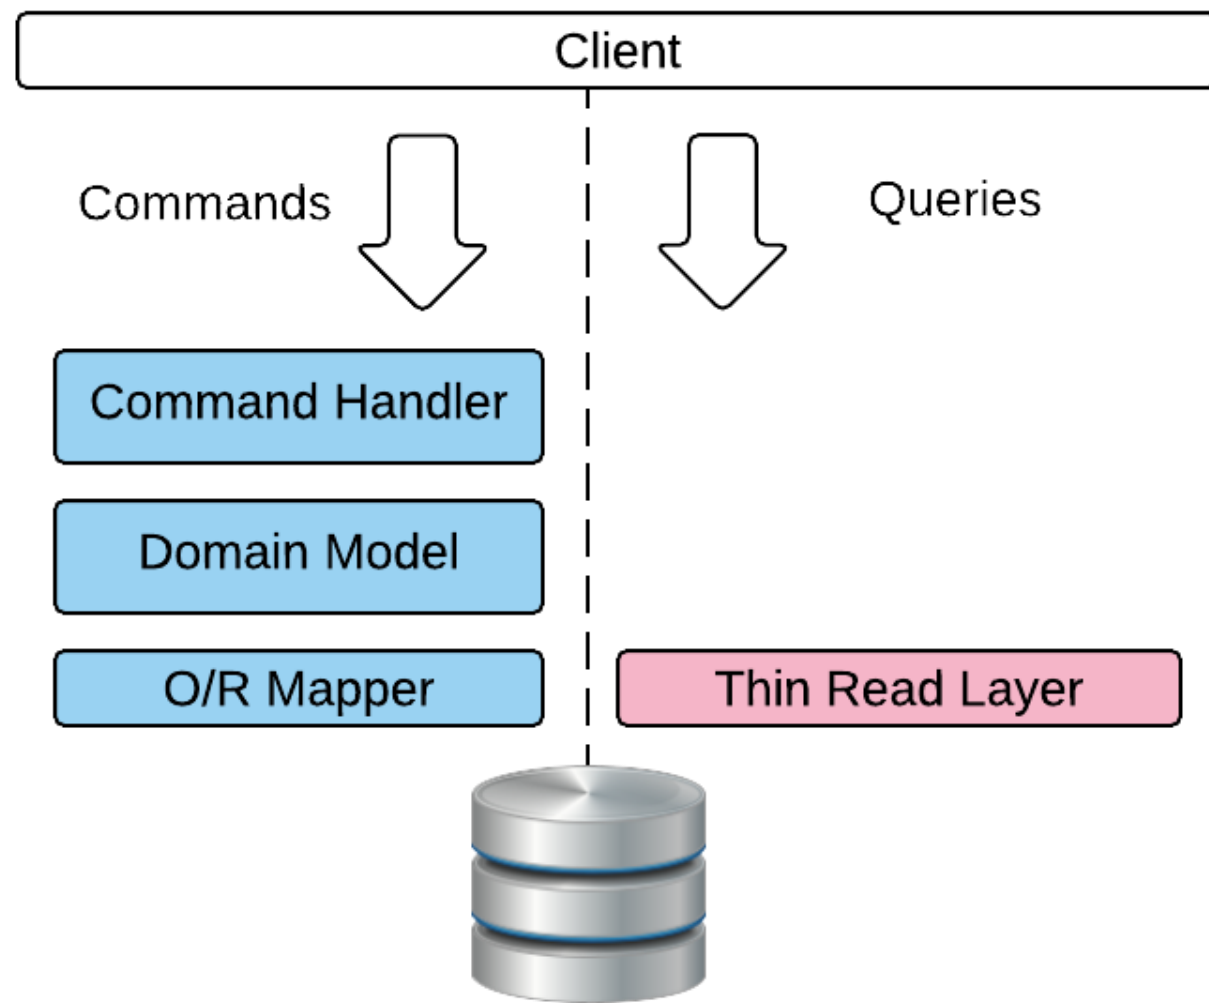 Client
Commands
Queries
Command Handler
Domain Model
O/R Mapper
Thin Read Layer